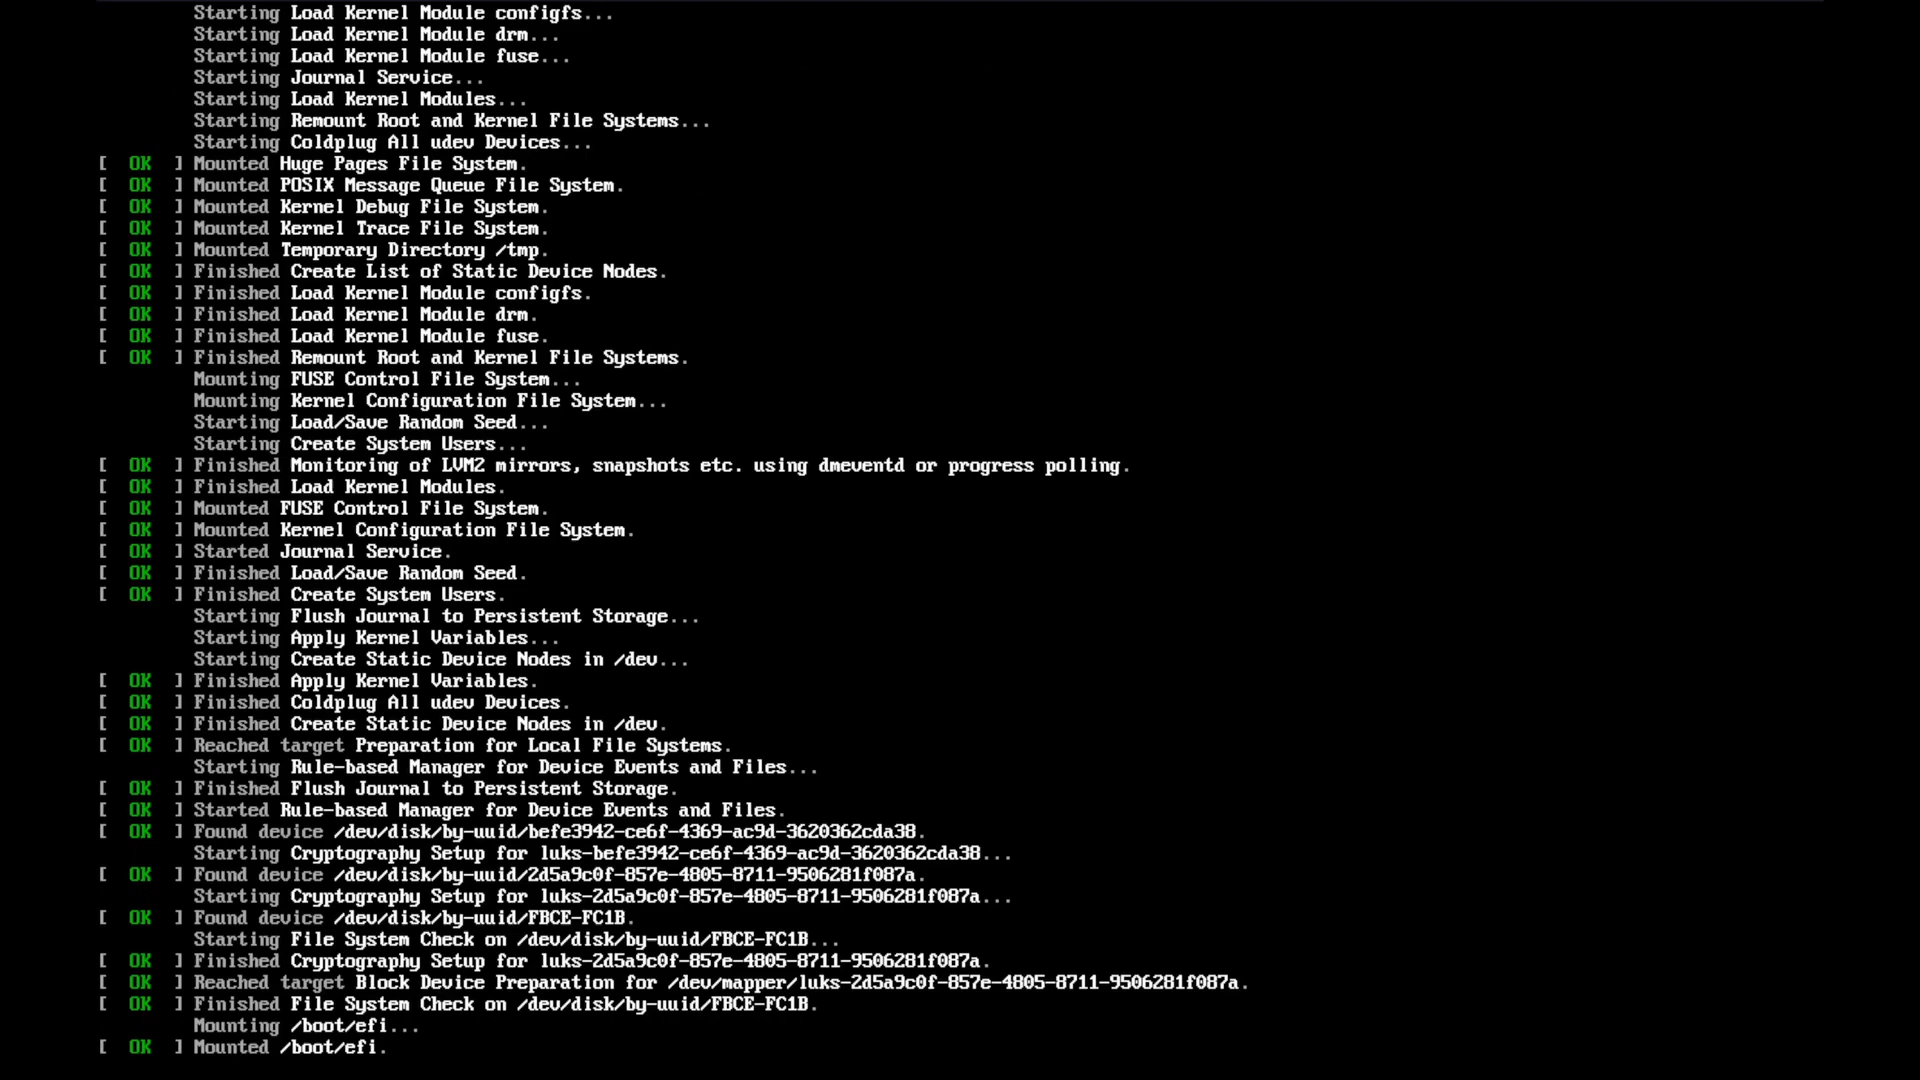 Starting Load Kernel Module configfs...
Starting Load Kernel Module drm...
Starting Load Kernel Module fuse...
Starting Journal Service...
Starting Load Kernel Modules...
Starting Remount Root and Kernel File Systems...
Starting Coldplug All udev Devices...
[  OK  ] Mounted Huge Pages File System.
[  OK  ] Mounted POSIX Message Queue File System.
[  OK  ] Mounted Kernel Debug File System.
[  OK  ] Mounted Kernel Trace File System.
[  OK  ] Mounted Temporary Directory /tmp.
[  OK  ] Finished Create List of Static Device Nodes.
[  OK  ] Finished Load Kernel Module configfs.
[  OK  ] Finished Load Kernel Module drm.
[  OK  ] Finished Load Kernel Module fuse.
[  OK  ] Finished Remount Root and Kernel File Systems.
Mounting FUSE Control File System...
Mounting Kernel Configuration File System...
Starting Load/Save Random Seed...
Starting Create System Users...
[  OK  ] Finished Monitoring of LVM2 mirrors, snapshots etc. using dmeventd or progress polling.
[  OK  ] Finished Load Kernel Modules.
[  OK  ] Mounted FUSE Control File System.
[  OK  ] Mounted Kernel Configuration File System.
[  OK  ] Started Journal Service.
[  OK  ] Finished Load/Save Random Seed.
[  OK  ] Finished Create System Users.
Starting Flush Journal to Persistent Storage...
Starting Apply Kernel Variables...
Starting Create Static Device Nodes in /dev...
[  OK  ] Finished Apply Kernel Variables.
[  OK  ] Finished Coldplug All udev Devices.
[  OK  ] Finished Create Static Device Nodes in /dev.
[  OK  ] Reached target Preparation for Local File Systems.
Starting Rule-based Manager for Device Events and Files...
[  OK  ] Finished Flush Journal to Persistent Storage.
[  OK  ] Started Rule-based Manager for Device Events and Files.
[  OK  ] Found device /dev/disk/by-uuid/befe3942-ce6f-4369-ac9d-3620362cda38.
Starting Cryptography Setup for luks-befe3942-ce6f-4369-ac9d-3620362cda38...
[  OK  ] Found device /dev/disk/by-uuid/2d5a9c0f-857e-4805-8711-9506281f087a.
Starting Cryptography Setup for luks-2d5a9c0f-857e-4805-8711-9506281f087a...
[  OK  ] Found device /dev/disk/by-uuid/FBCE-FC1B.
Starting File System Check on /dev/disk/by-uuid/FBCE-FC1B...
[  OK  ] Finished Cryptography Setup for luks-2d5a9c0f-857e-4805-8711-9506281f087a.
[  OK  ] Reached target Block Device Preparation for /dev/mapper/luks-2d5a9c0f-857e-4805-8711-9506281f087a.
[  OK  ] Finished File System Check on /dev/disk/by-uuid/FBCE-FC1B.
Mounting /boot/efi...
[  OK  ] Mounted /boot/efi.